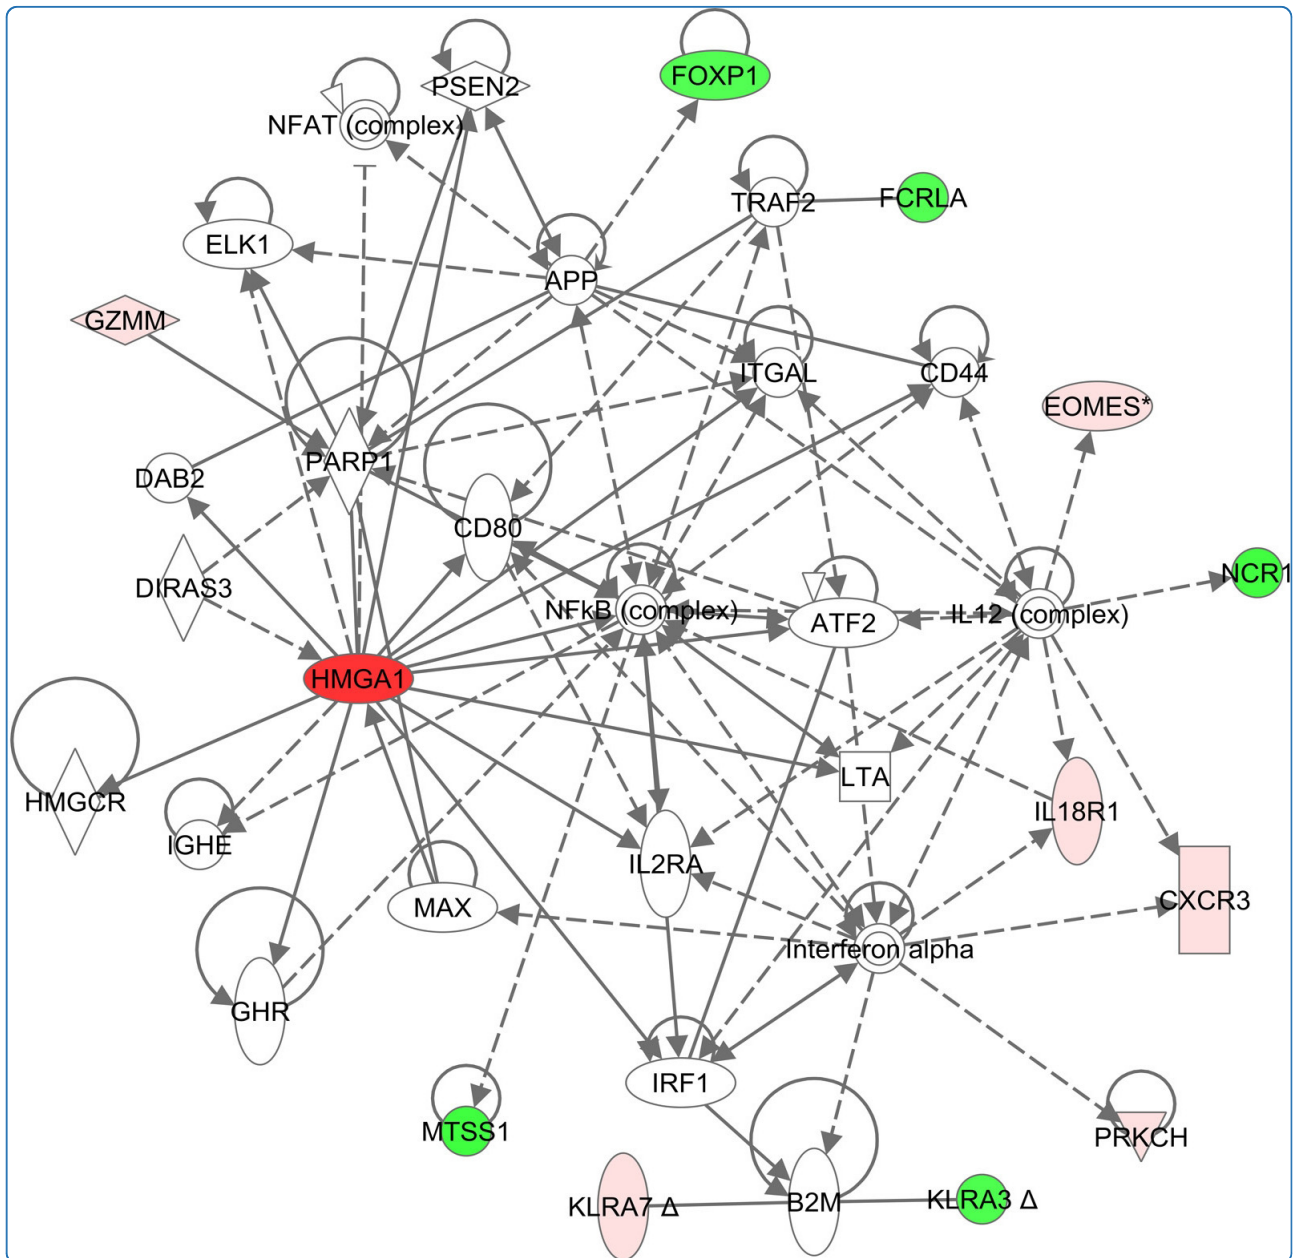 FOXP1
PSEN2
NFAT (complex)
TRAF2
FCRLA
ELK1
APP
GZMM
ITGAL
CD44
EOMES*
PARP1
DAB2
CD80
NCR1
DIRAS3
NFkB (complex)
ATF2
IL12 (complex)
HMGA1
LTA
HMGCR
IL18R1
IGHE
IL2RA
CXCR3
MAX
Interferon alpha
GHR
IRF1
MTSS1
PRKCH
KLRA7 Δ
B2M
KLRA3 Δ